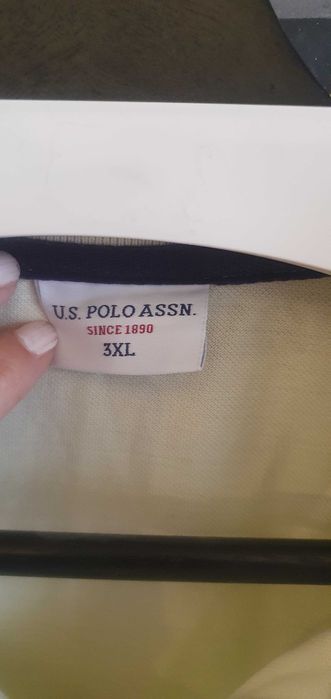 U.S. POLO ASSN.
SINCE 1890
3XL